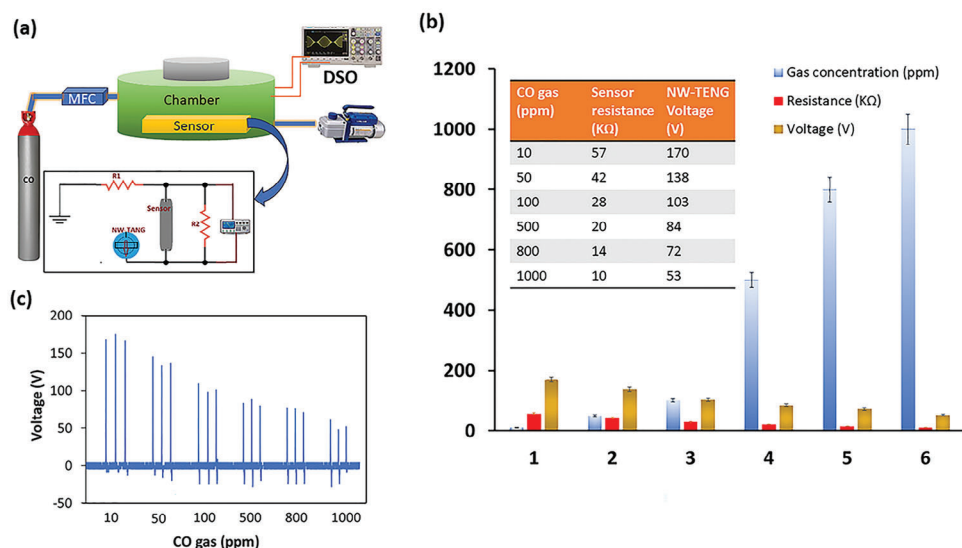 (a)
DSO
MFC
Chamber
Sensor
CO
R1
Sensor
R2
NW-TANG
(b)
1200
1000
800
600
400
200
0
1 2 3 4 5 6
Gas concentration (ppm)
Resistance (KΩ)
Voltage (V)
CO gas (ppm) Sensor resistance (KΩ) NW-TENG Voltage (V)
10 57 170
50 42 138
100 28 103
500 20 84
800 14 72
1000 10 53
(c)
Voltage (V)
200
150
100
50
0
-50
10 50 100 500 800 1000
CO gas (ppm)